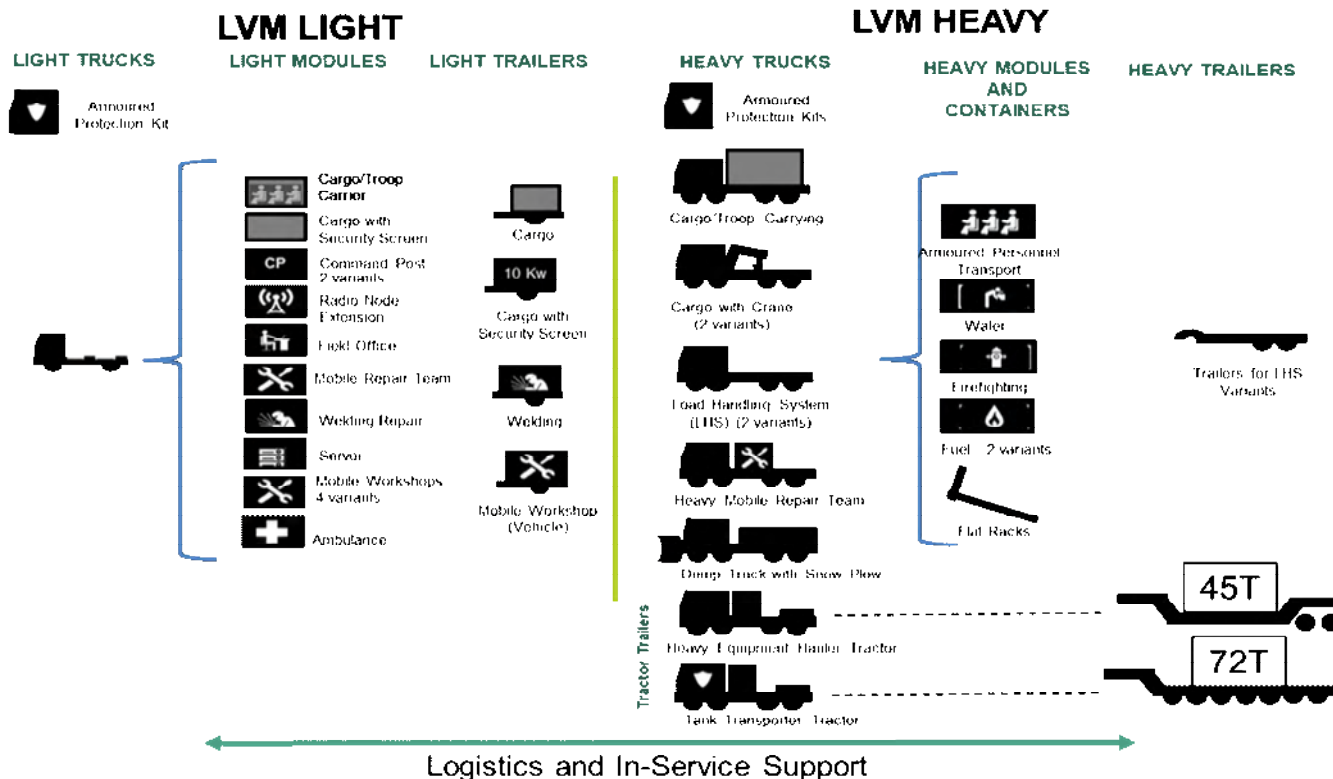 LVM LIGHT
LVM HEAVY
LIGHT TRUCKS
LIGHT MODULES
LIGHT TRAILERS
HEAVY TRUCKS
HEAVY MODULES
AND
CONTAINERS
HEAVY TRAILERS
Armoured
Protection Kit
Cargo/Troop
Carrier
Cargo with
Security Screen
CP
Command Post
2 variants
Radio Node
Extension
Field Office
Mobile Repair Team
Welding Repair
Server
Mobile Workshops
4 variants
Ambulance
Cargo
10 Kw
Cargo with
Security Screen
Welding
Mobile Workshop
(Vehicle)
Armoured
Protection Kits
Cargo/Troop Carrying
Cargo with Crane
(2 variants)
Load Handling System
(LHS) (2 variants)
Heavy Mobile Repair Team
Dump Truck with Snow Plow
Tractor Trailers
Heavy Equipment Hauler Tractor
Tank Transporter Tractor
Armoured Personnel
Transport
Water
Firefighting
Fuel 2 variants
Flat Racks
Trailers for LHS
Variants
45T
72T
Logistics and In-Service Support